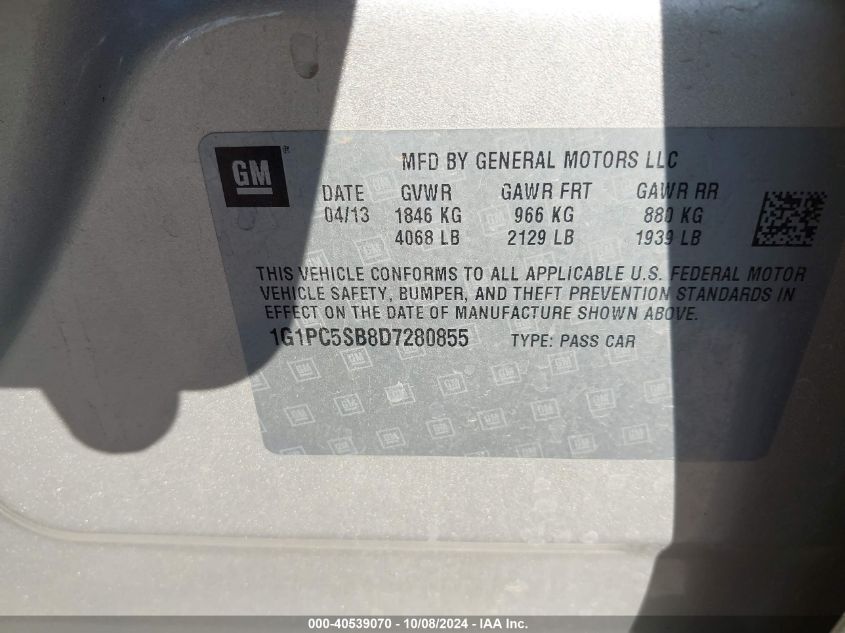 GM® MFD BY GENERAL MOTORS LLC
DATE GVWR GAWR FRT GAWR RR
04/13 1846 KG 966 KG 880 KG
4068 LB 2129 LB 1939 LB
THIS VEHICLE CONFORMS TO ALL APPLICABLE U.S. FEDERAL MOTOR
VEHICLE SAFETY, BUMPER, AND THEFT PREVENTION STANDARDS IN
EFFECT ON THE DATE OF MANUFACTURE SHOWN ABOVE.
1G1PC5SB8D7280855 TYPE: PASS CAR
000-40539070 - 10/08/2024 - IAA Inc.